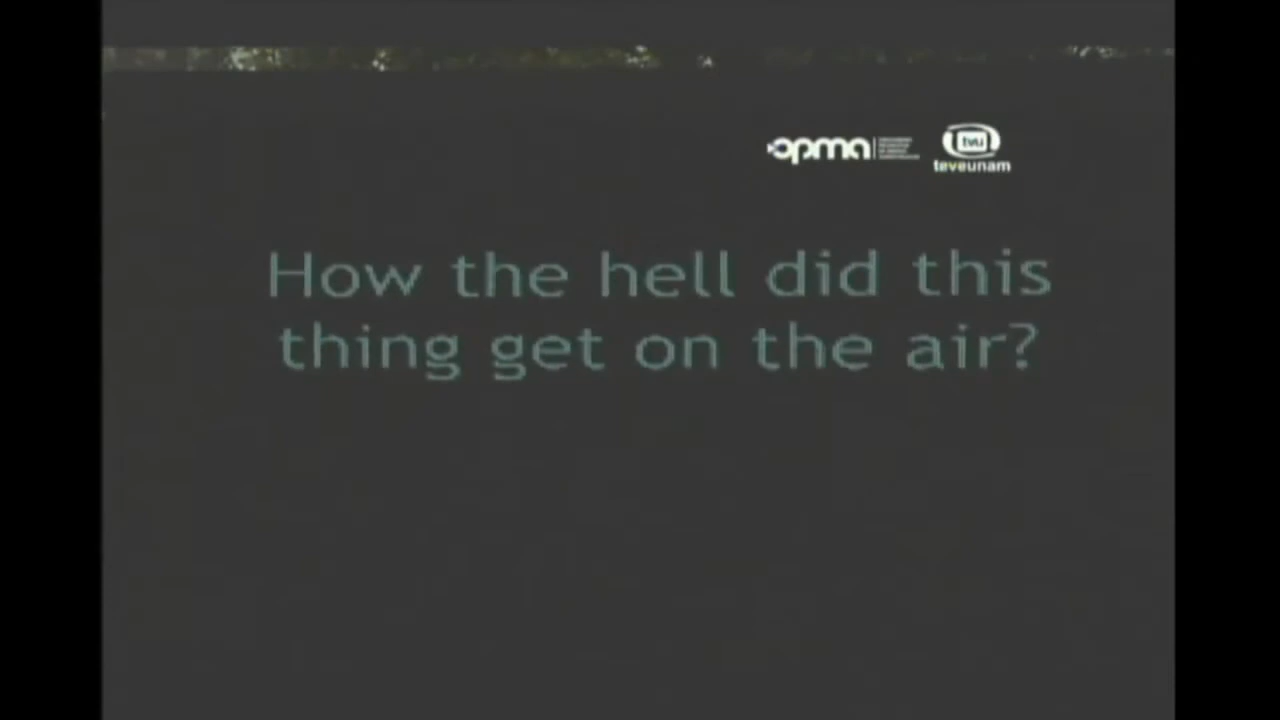 opma
tvu
teveunam
How the hell did this
thing get on the air?